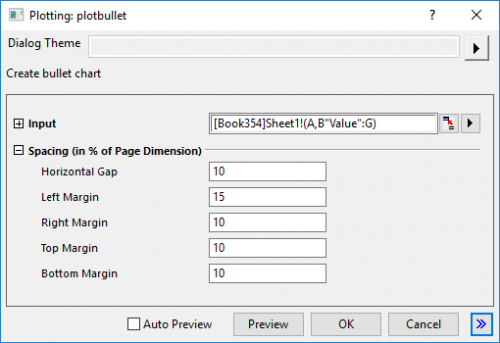 Plotting: plotbullet
Dialog Theme
Create bullet chart
Input [Book354]Sheet1!(A,B"Value":G)
Spacing (in % of Page Dimension)
Horizontal Gap 10
Left Margin 15
Right Margin 10
Top Margin 10
Bottom Margin 10
Auto Preview Preview OK Cancel